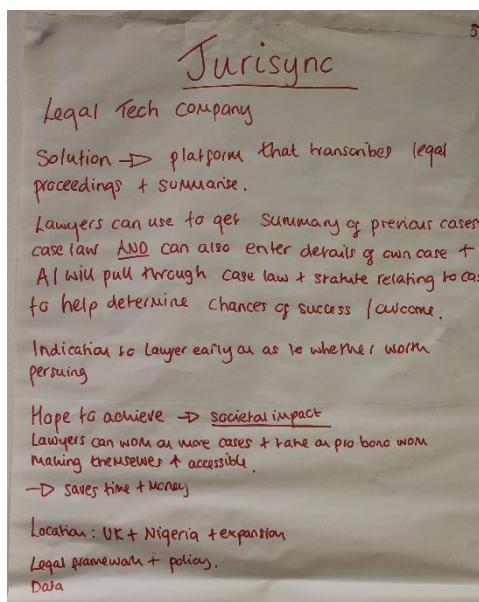 5
Jurisync
Legal Tech company
Solution → platform that transcribes legal
proceedings + summarise.
Lawyers can use to get summary of previous cases
case law AND can also enter details of own case +
AI will pull through case law + statute relating to cas
to help determine chances of success / outcome.
Indication to lawyer early on as to whether worth
persuing
Hope to achieve → societal impact
Lawyers can work on more cases + take on pro bono work
making themselves ↑ accessible.
→ saves time + money
Location: UK + Nigeria + expansion
Legal framework + policy.
Data